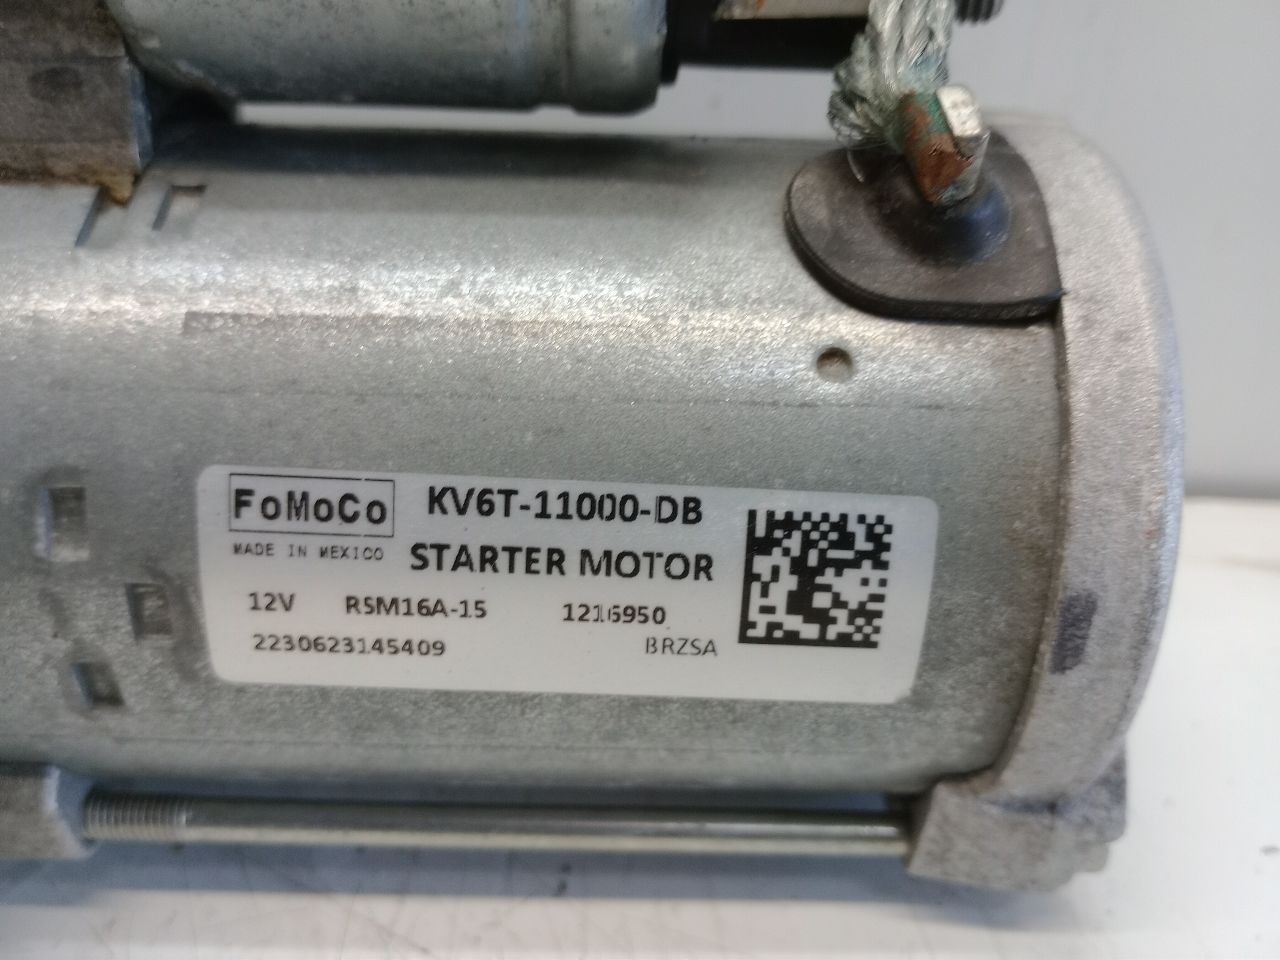 FoMoCo KV6T-11000-DB
MADE IN MEXICO STARTER MOTOR
12V RSM16A-15 1216950
2230623145409 BRZSA